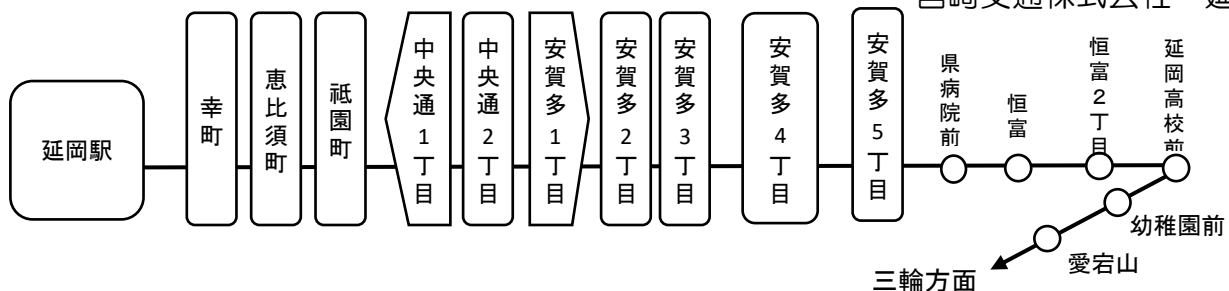 延岡駅
幸町
恵比須町
祇園町
中央通1丁目
中央通2丁目
安賀多1丁目
安賀多2丁目
安賀多3丁目
安賀多4丁目
安賀多5丁目
県病院前
恒富
恒富2丁目
延岡高校前
幼稚園前
愛宕山
三輪方面